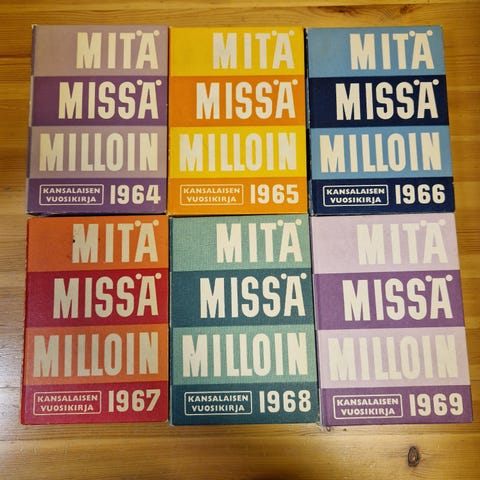 MITÄ
MISSÄ
MILLOIN
KANSALAISEN
VUOSIKIRJA
1964
MITÄ
MISSÄ
MILLOIN
KANSALAISEN
VUOSIKIRJA
1965
MITÄ
MISSÄ
MILLOIN
KANSALAISEN
VUOSIKIRJA
1966
MITÄ
MISSÄ
MILLOIN
KANSALAISEN
VUOSIKIRJA
1967
MITÄ
MISSÄ
MILLOIN
KANSALAISEN
VUOSIKIRJA
1968
MITÄ
MISSÄ
MILLOIN
KANSALAISEN
VUOSIKIRJA
1969